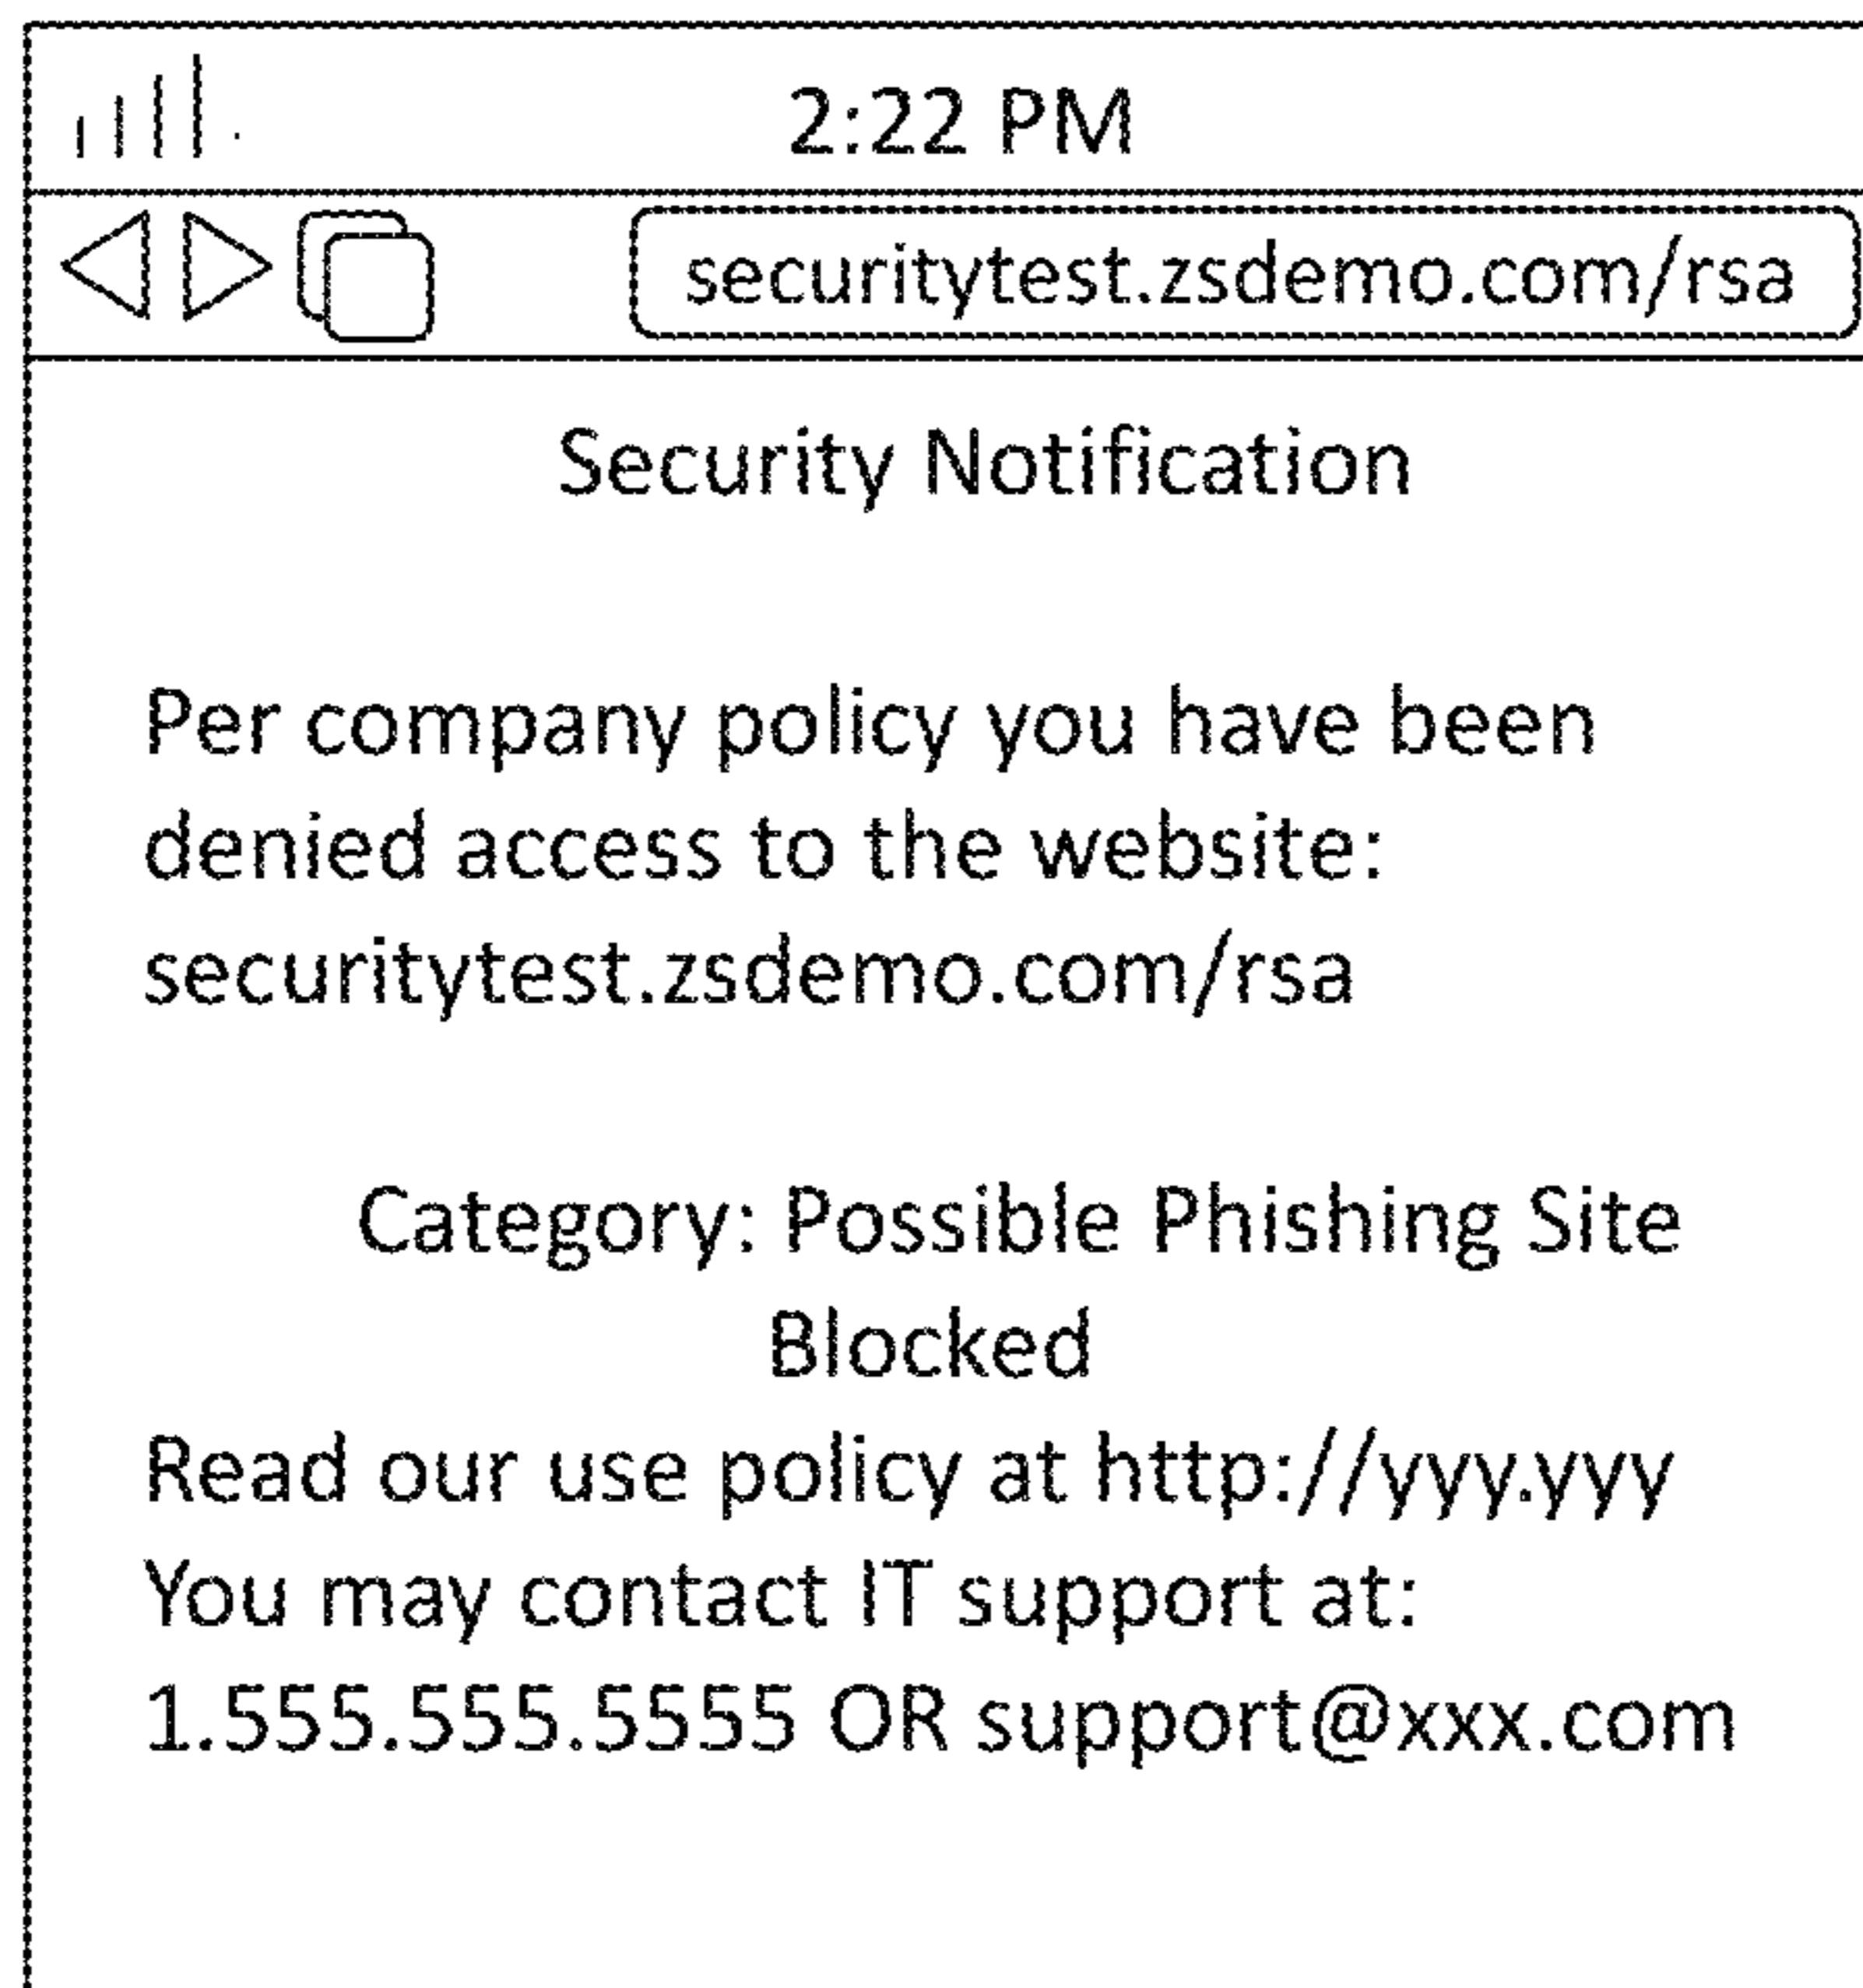 2:22 PM
securitytest.zsdemo.com/rsa
Security Notification
Per company policy you have been
denied access to the website:
securitytest.zsdemo.com/rsa
Category: Possible Phishing Site
Blocked
Read our use policy at http://yyy.yyy
You may contact IT support at:
1.555.555.5555 OR support@xxx.com